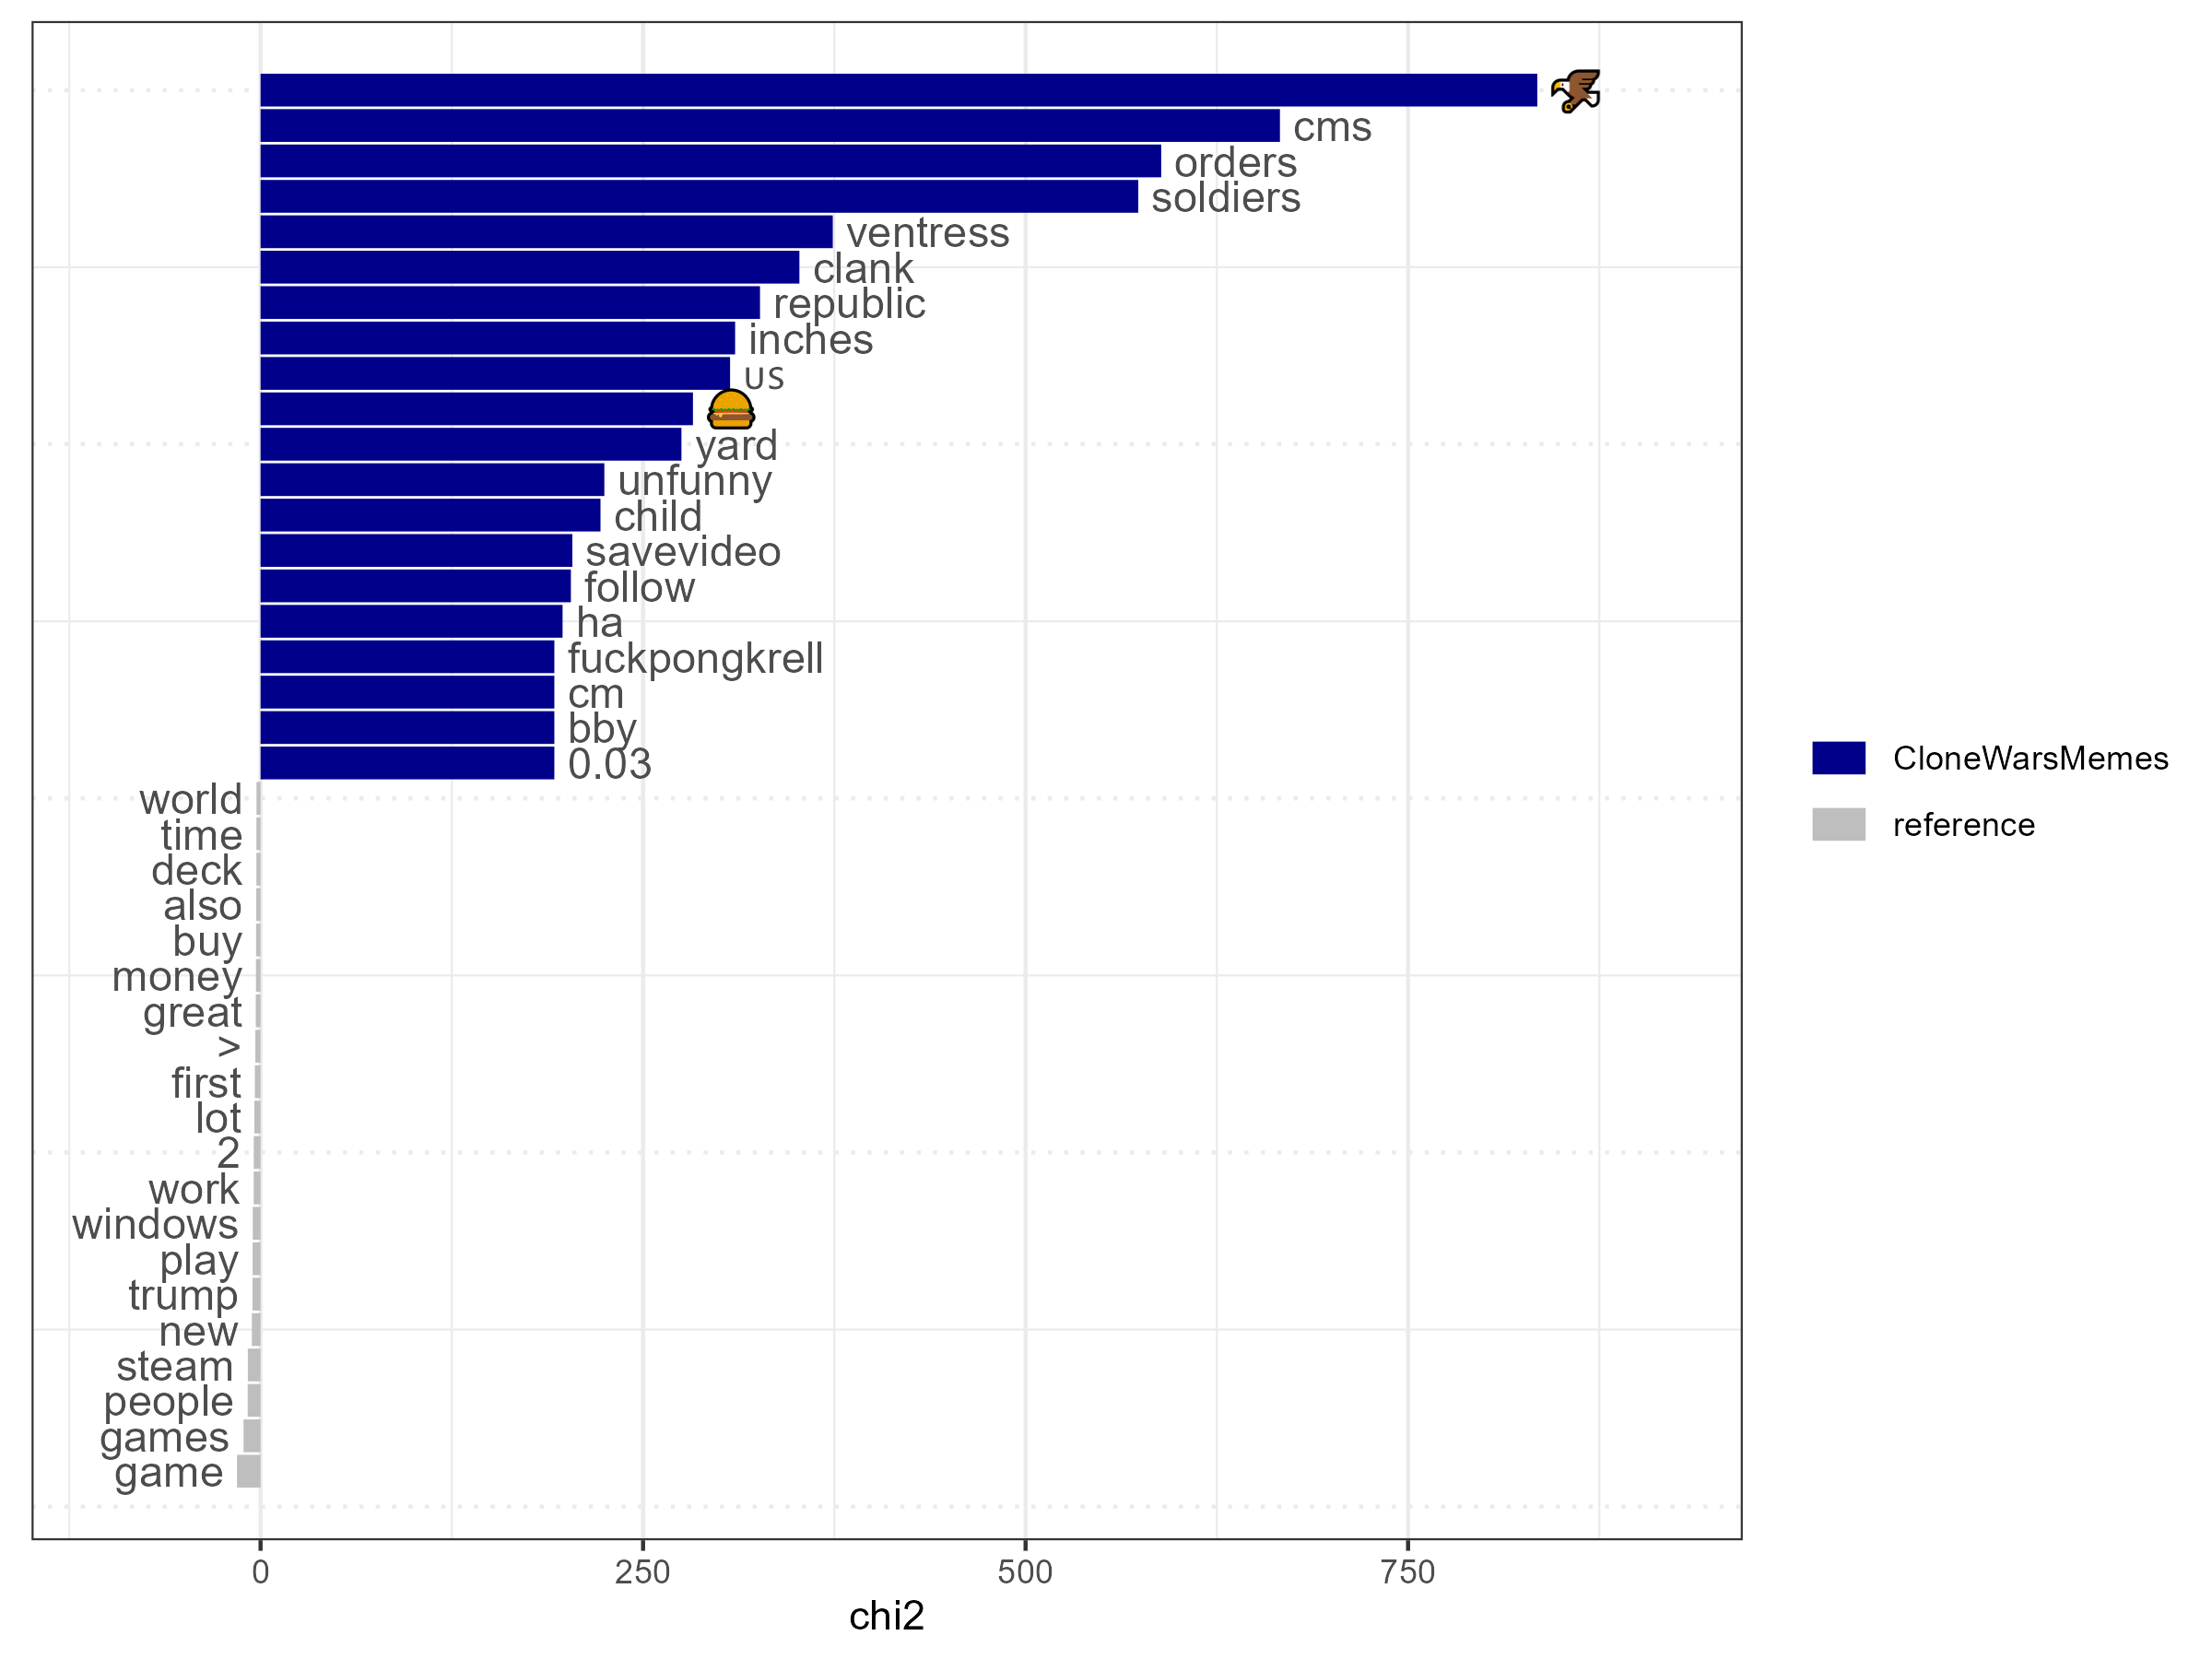 🦅
cms
orders
soldiers
ventress
clank
republic
inches
us
🍔
yard
unfunny
child
savevideo
follow
ha
fuckpongkrell
cm
bby
0.03
world
time
deck
also
buy
money
great
>
first
lot
2
work
windows
play
trump
new
steam
people
games
game
0 250 500 750
chi2
CloneWarsMemes
reference